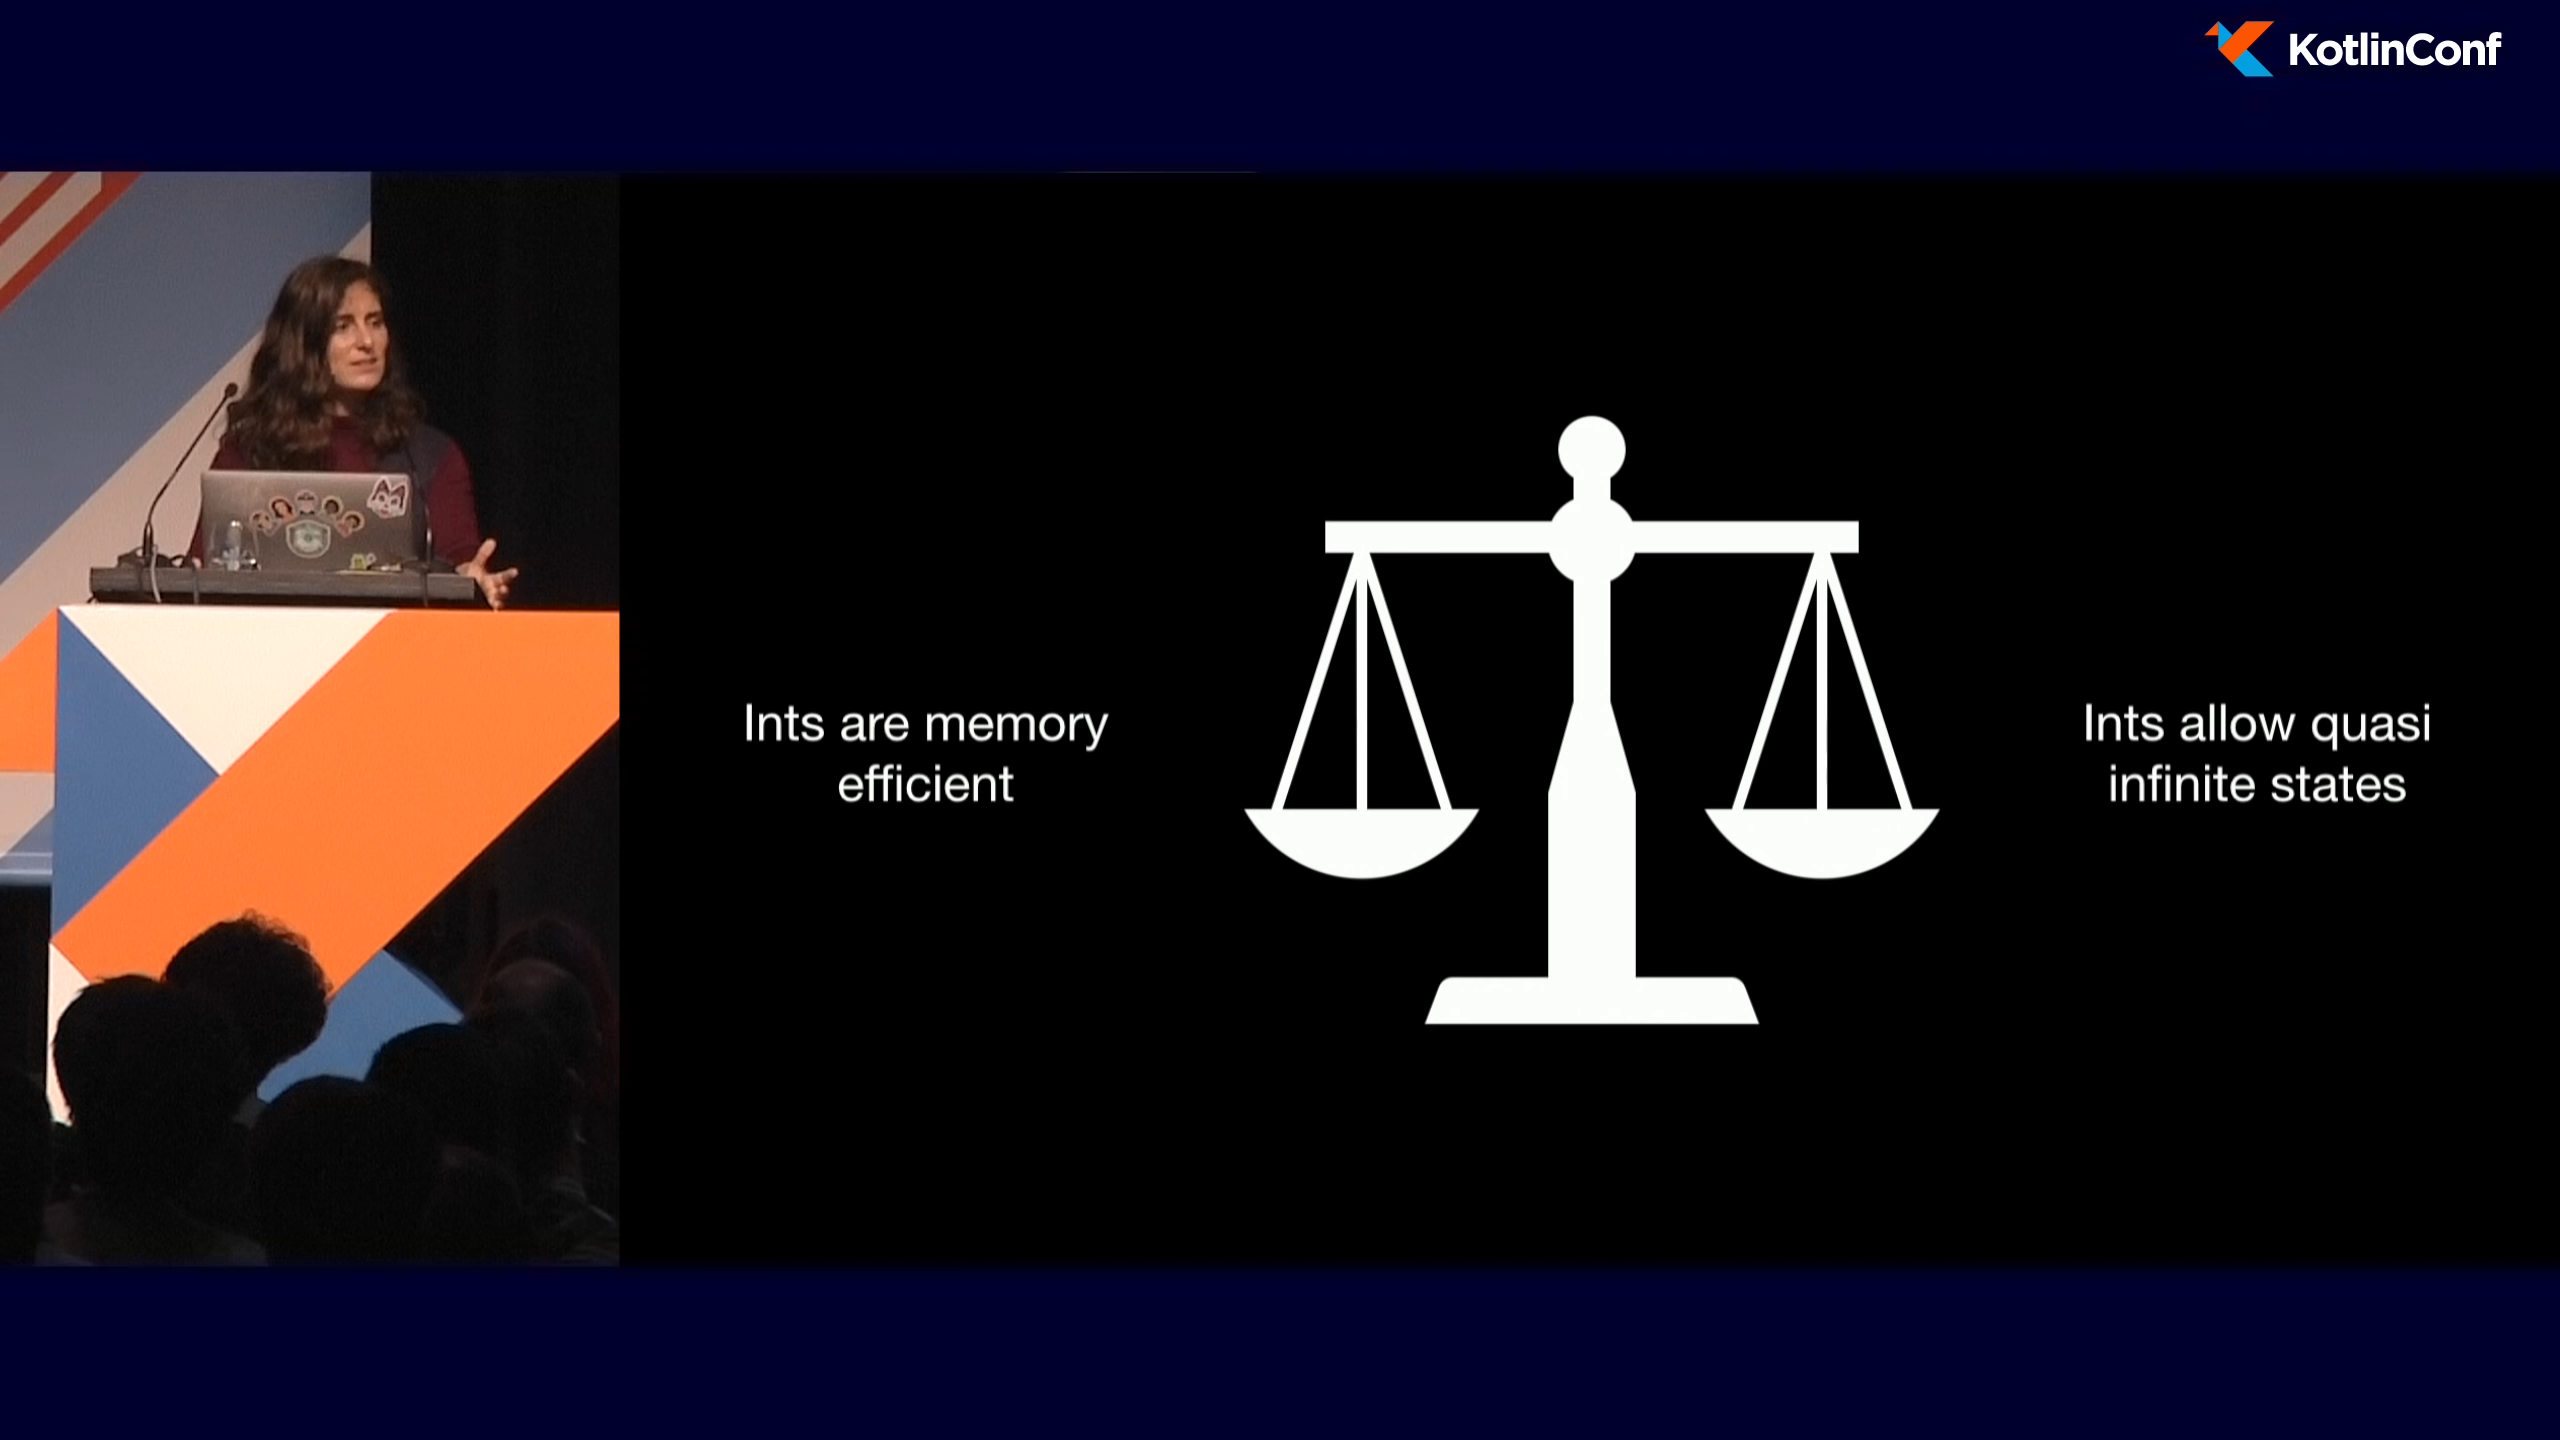 KotlinConf
Ints are memory
efficient
Ints allow quasi
infinite states